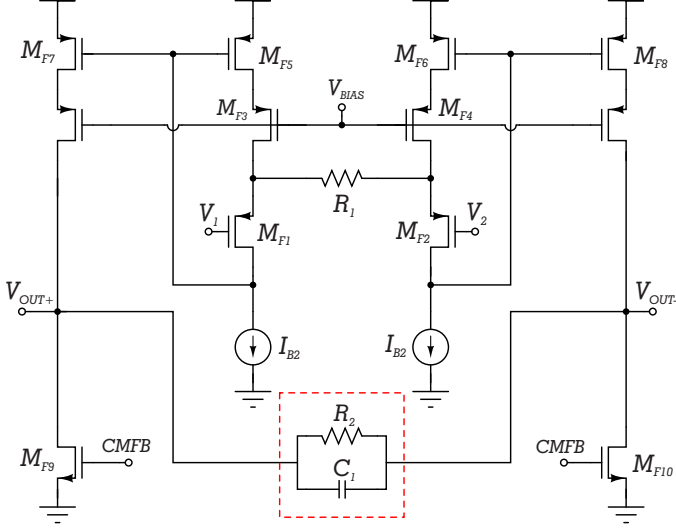 M_F7
M_F5
M_F6
M_F8
V_BIAS
M_F3
M_F4
R_1
V_1
M_F1
M_F2
V_2
V_OUT+
V_OUT-
I_B2
I_B2
R_2
C_1
CMFB
M_F9
CMFB
M_F10